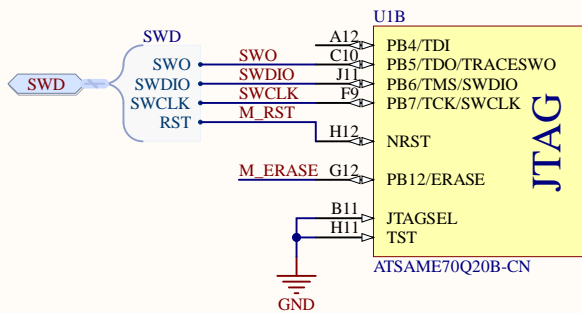 U1B
SWD
A12 PB4/TDI
SWO SWO C10 PB5/TDO/TRACESWO
SWD SWDIO SWDIO J11 PB6/TMS/SWDIO
SWCLK SWCLK F9 PB7/TCK/SWCLK
RST M_RST
H12 NRST
JTAG
M_ERASE G12 PB12/ERASE
B11 JTAGSEL
H11 TST
ATSAME70Q20B-CN
GND